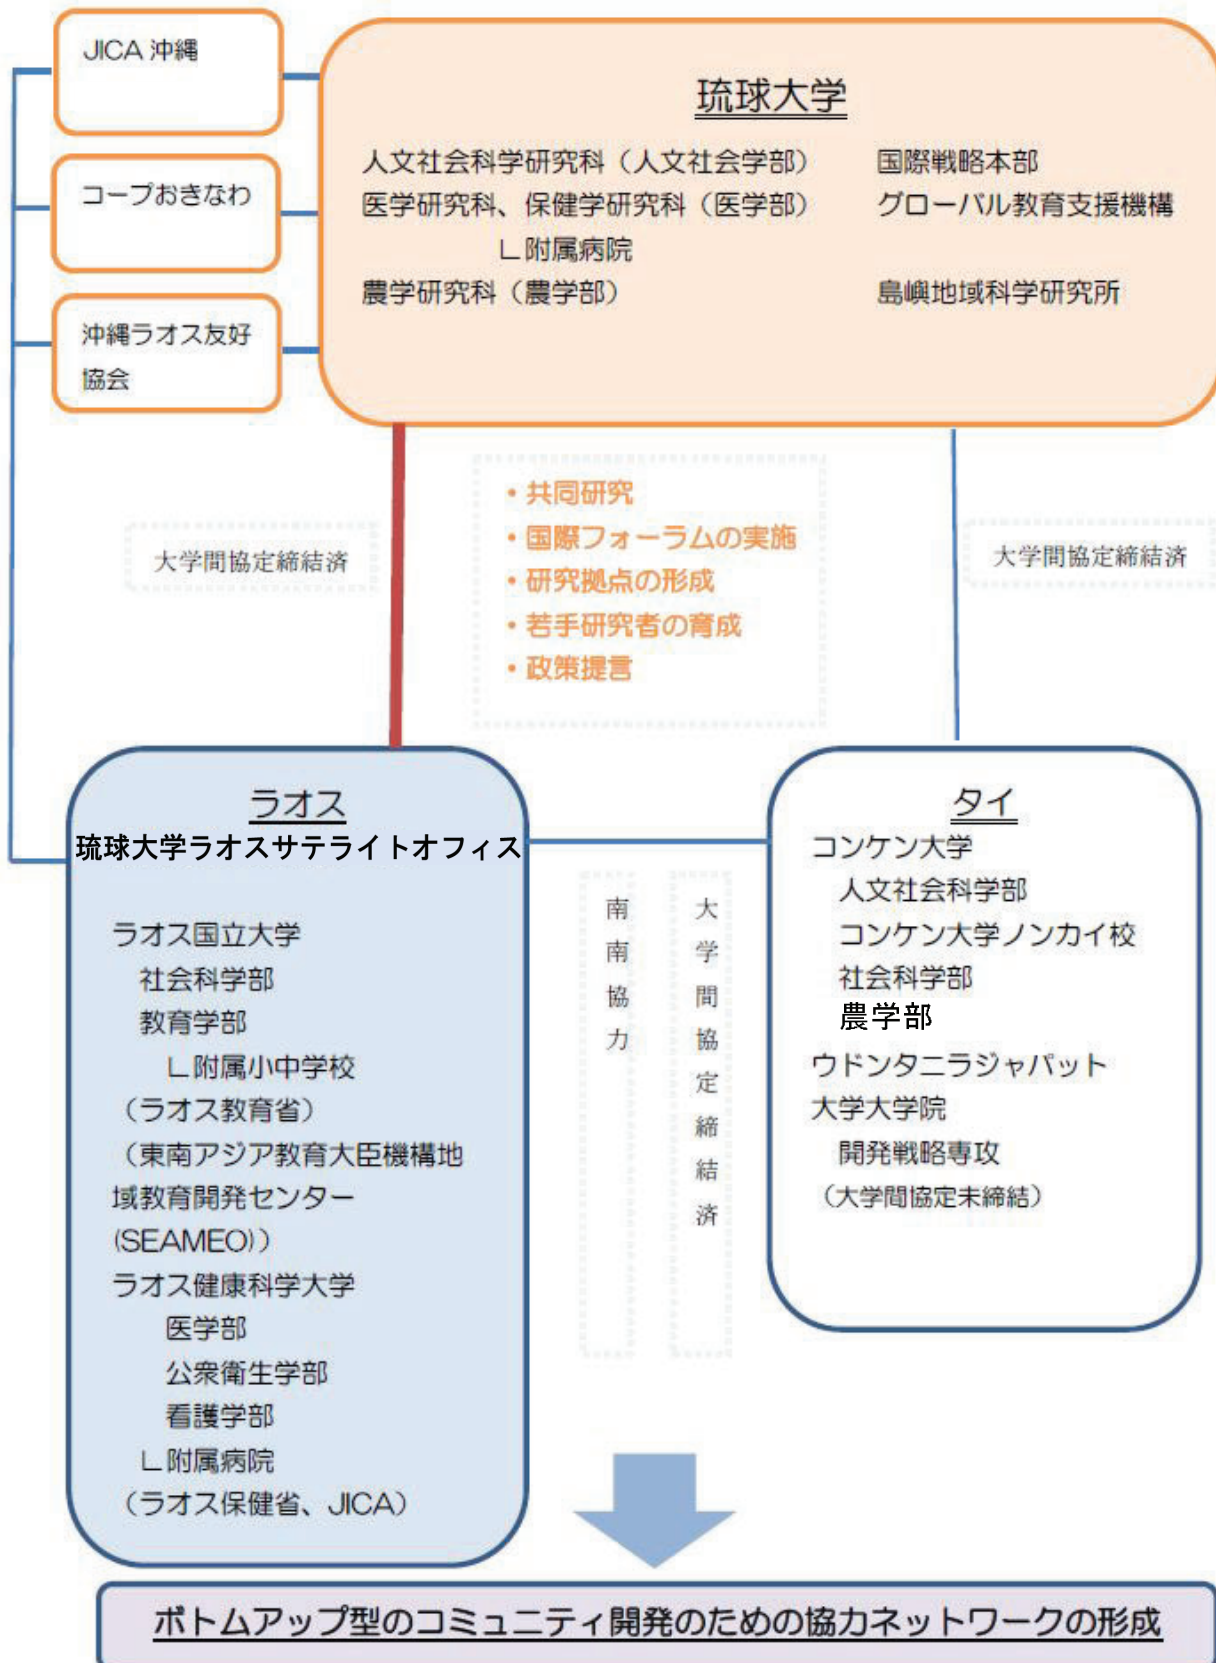 JICA 沖縄
コープおきなわ
沖縄ラオス友好
協会
琉球大学
人文社会科学研究科（人文社会学部）
医学研究科、保健学研究科（医学部）
∟附属病院
農学研究科（農学部）
国際戦略本部
グローバル教育支援機構
島嶼地域科学研究所
大学間協定締結済
・共同研究
・国際フォーラムの実施
・研究拠点の形成
・若手研究者の育成
・政策提言
大学間協定締結済
ラオス
琉球大学ラオスサテライトオフィス
ラオス国立大学
社会科学部
教育学部
∟附属小中学校
（ラオス教育省）
（東南アジア教育大臣機構地
域教育開発センター
(SEAMEO)）
ラオス健康科学大学
医学部
公衆衛生学部
看護学部
∟附属病院
（ラオス保健省、JICA）
南南協力
大学間協定締結済
タイ
コンケン大学
人文社会科学部
コンケン大学ノンカイ校
社会科学部
農学部
ウドンタニラジャパット
大学大学院
開発戦略専攻
（大学間協定未締結）
ボトムアップ型のコミュニティ開発のための協力ネットワークの形成